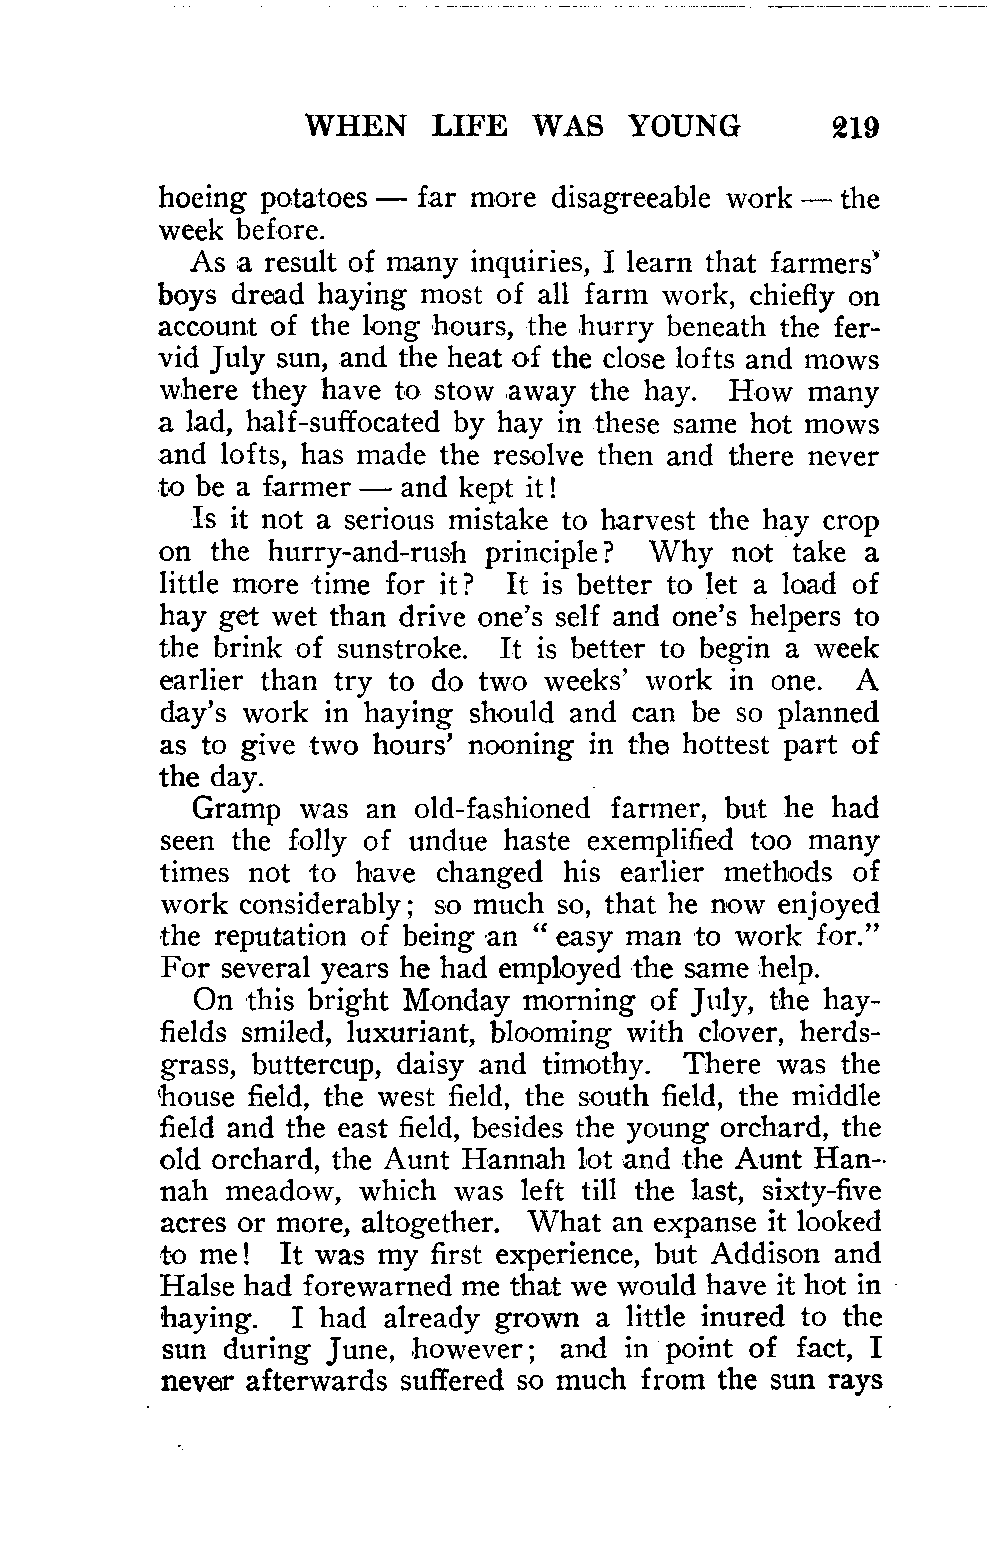 WHEN LIFE WAS YOUNG 219
hoeing potatoes — far more disagreeable work — the
week before.
As a result of many inquiries, I learn that farmers'
boys dread haying most of all farm work, chiefly on
account of the long hours, the hurry beneath the fer-
vid July sun, and the heat of the close lofts and mows
where they have to stow away the hay. How many
a lad, half-suffocated by hay in these same hot mows
and lofts, has made the resolve then and there never
to be a farmer — and kept it!
Is it not a serious mistake to harvest the hay crop
on the hurry-and-rush principle? Why not take a
little more time for it? It is better to let a load of
hay get wet than drive one's self and one's helpers to
the brink of sunstroke. It is better to begin a week
earlier than try to do two weeks' work in one. A
day's work in haying should and can be so planned
as to give two hours' nooning in the hottest part of
the day.
Gramp was an old-fashioned farmer, but he had
seen the folly of undue haste exemplified too many
times not to have changed his earlier methods of
work considerably; so much so, that he now enjoyed
the reputation of being an "easy man to work for."
For several years he had employed the same help.
On this bright Monday morning of July, the hay-
fields smiled, luxuriant, blooming with clover, herds-
grass, buttercup, daisy and timothy. There was the
house field, the west field, the south field, the middle
field and the east field, besides the young orchard, the
old orchard, the Aunt Hannah lot and the Aunt Han-
nah meadow, which was left till the last, sixty-five
acres or more, altogether. What an expanse it looked
to me! It was my first experience, but Addison and
Halse had forewarned me that we would have it hot in
haying. I had already grown a little inured to the
sun during June, however; and in point of fact, I
never afterwards suffered so much from the sun rays